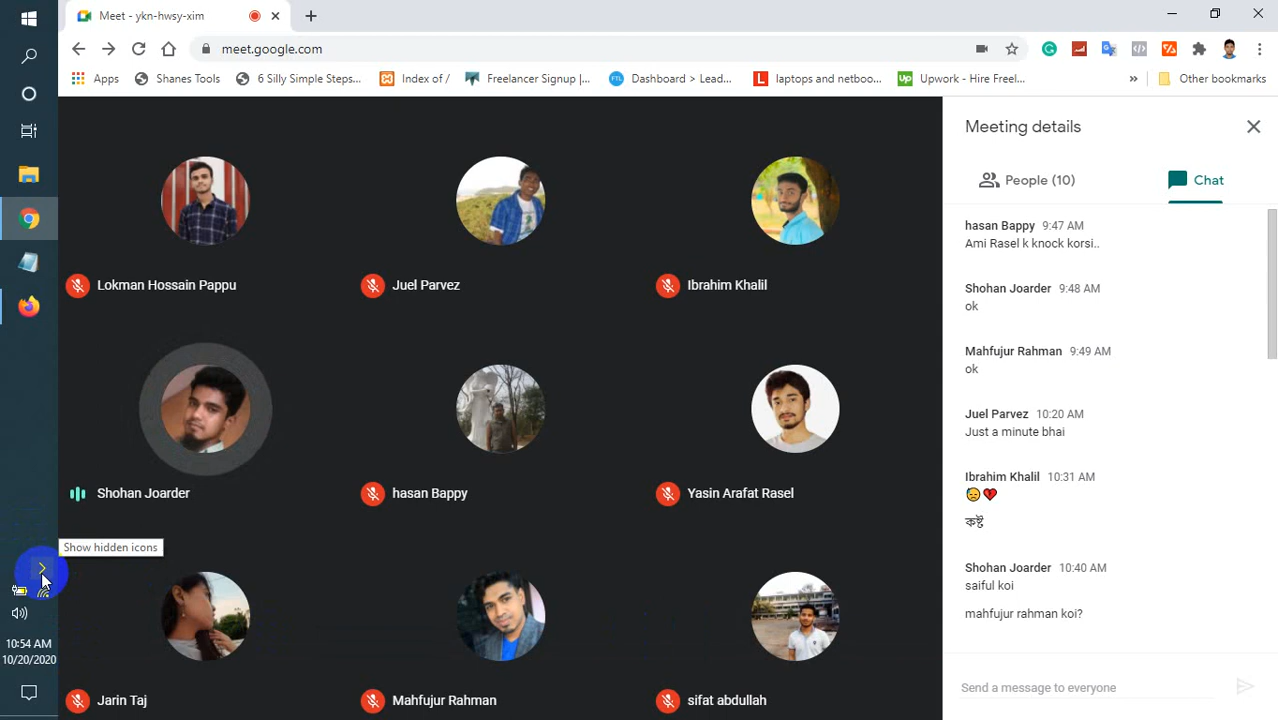 Meet - ykn-hwsy-xim
meet.google.com
Apps
Shanes Tools
6 Silly Simple Steps...
Index of /
Freelancer Signup |...
Dashboard > Lead...
laptops and netboo...
Upwork - Hire Freel...
»
Other bookmarks
Lokman Hossain Pappu
Juel Parvez
Ibrahim Khalil
Shohan Joarder
hasan Bappy
Yasin Arafat Rasel
Jarin Taj
Mahfujur Rahman
sifat abdullah
Show hidden icons
10:54 AM
10/20/2020
Meeting details
People (10)
Chat
hasan Bappy 9:47 AM
Ami Rasel k knock korsi..
Shohan Joarder 9:48 AM
ok
Mahfujur Rahman 9:49 AM
ok
Juel Parvez 10:20 AM
Just a minute bhai
Ibrahim Khalil 10:31 AM
😓💔
কষ্ট
Shohan Joarder 10:40 AM
saiful koi
mahfujur rahman koi?
Send a message to everyone